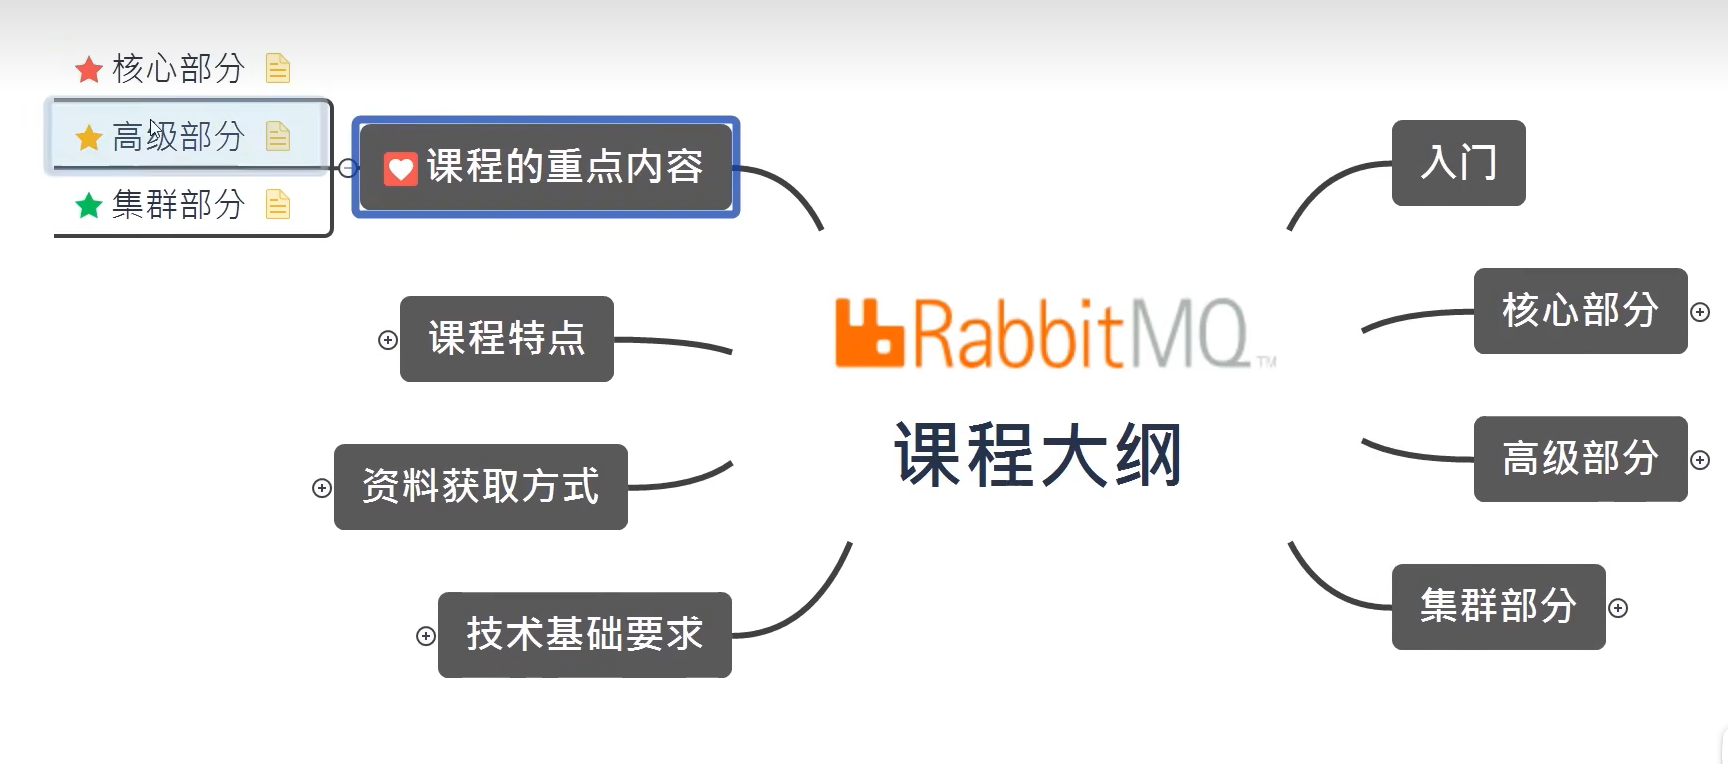 核心部分
高级部分
集群部分
课程的重点内容
课程特点
资料获取方式
技术基础要求
RabbitMQ™
课程大纲
入门
核心部分
高级部分
集群部分